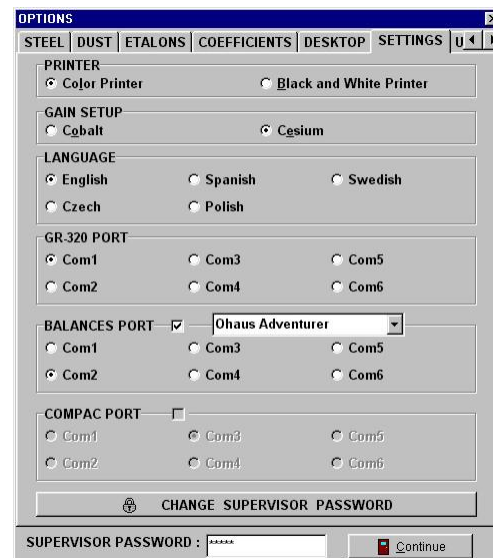 OPTIONS
STEEL DUST ETALONS COEFFICIENTS DESKTOP SETTINGS U
PRINTER
Color Printer Black and White Printer
GAIN SETUP
Cobalt Cesium
LANGUAGE
English Spanish Swedish
Czech Polish
GR-320 PORT
Com1 Com3 Com5
Com2 Com4 Com6
BALANCES PORT Ohaus Adventurer
Com1 Com3 Com5
Com2 Com4 Com6
COMPAC PORT
Com1 Com3 Com5
Com2 Com4 Com6
CHANGE SUPERVISOR PASSWORD
SUPERVISOR PASSWORD : ***** Continue